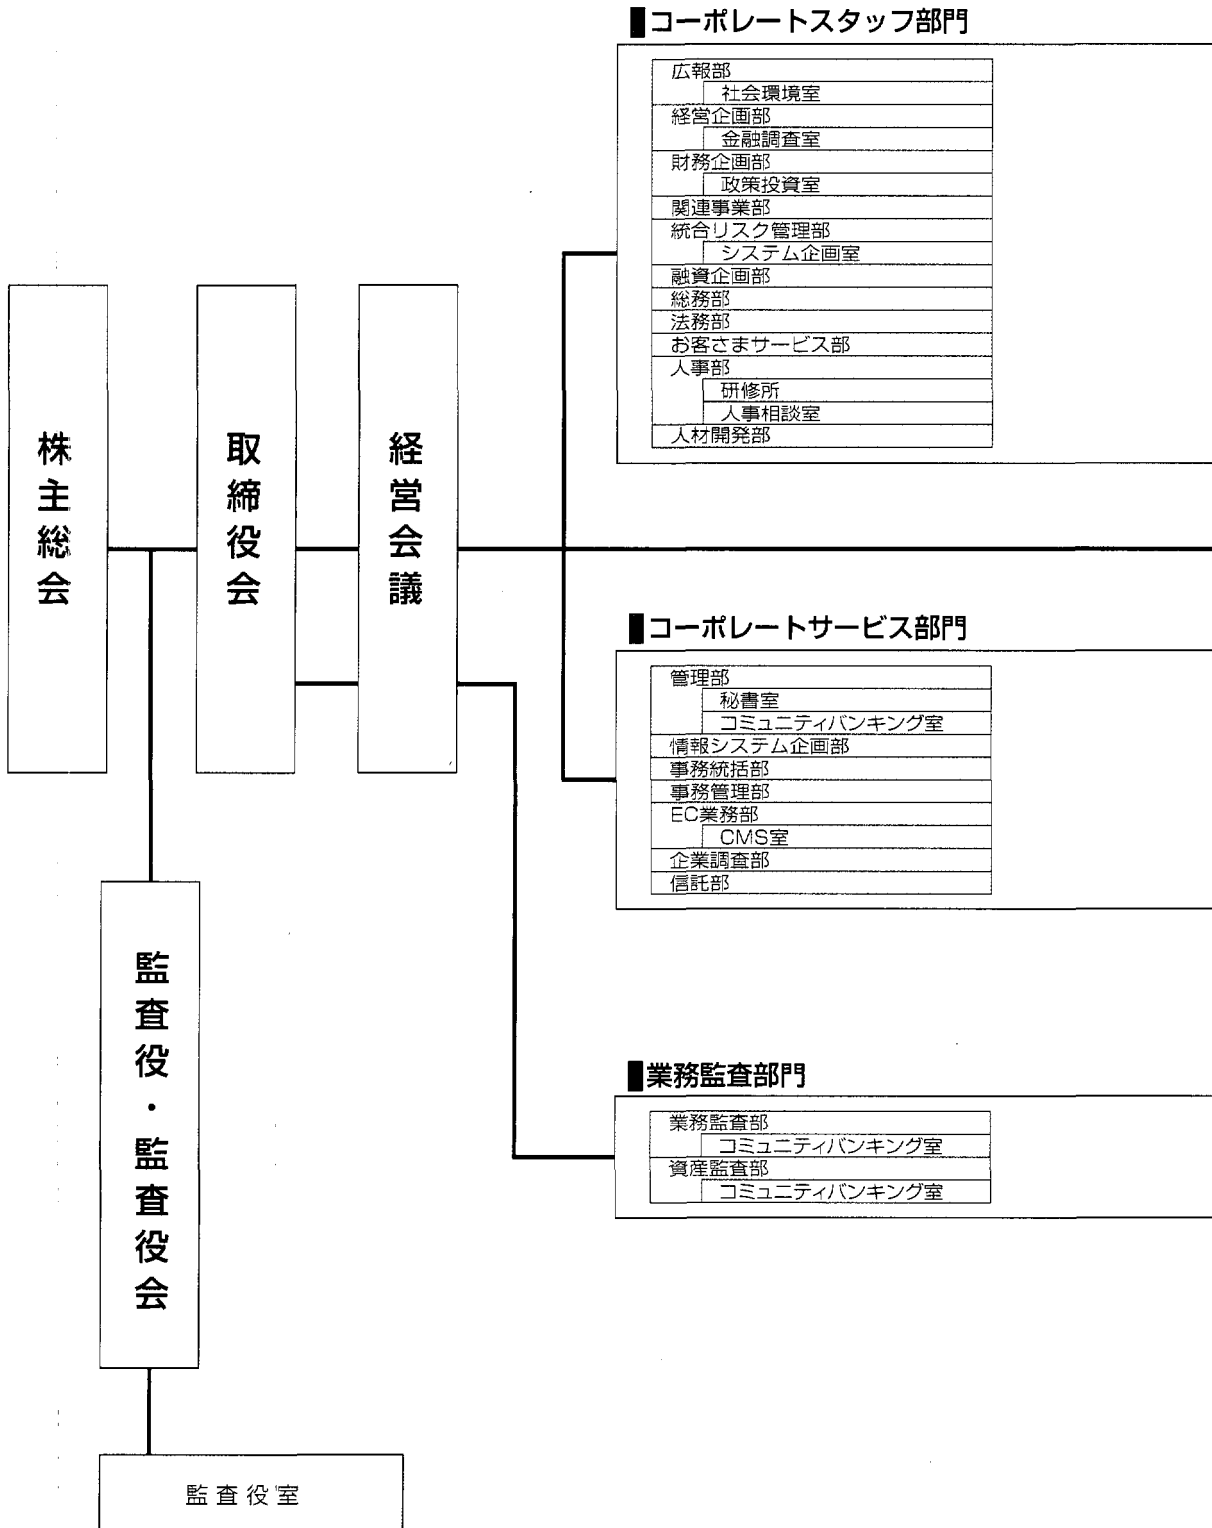 株主総会
取締役会
経営会議
監査役・監査役会
監査役室
■コーポレートスタッフ部門
広報部
社会環境室
経営企画部
金融調査室
財務企画部
政策投資室
関連事業部
統合リスク管理部
システム企画室
融資企画部
総務部
法務部
お客さまサービス部
人事部
研修所
人事相談室
人材開発部
■コーポレートサービス部門
管理部
秘書室
コミュニティバンキング室
情報システム企画部
事務統括部
事務管理部
EC業務部
CMS室
企業調査部
信託部
■業務監査部門
業務監査部
コミュニティバンキング室
資産監査部
コミュニティバンキング室